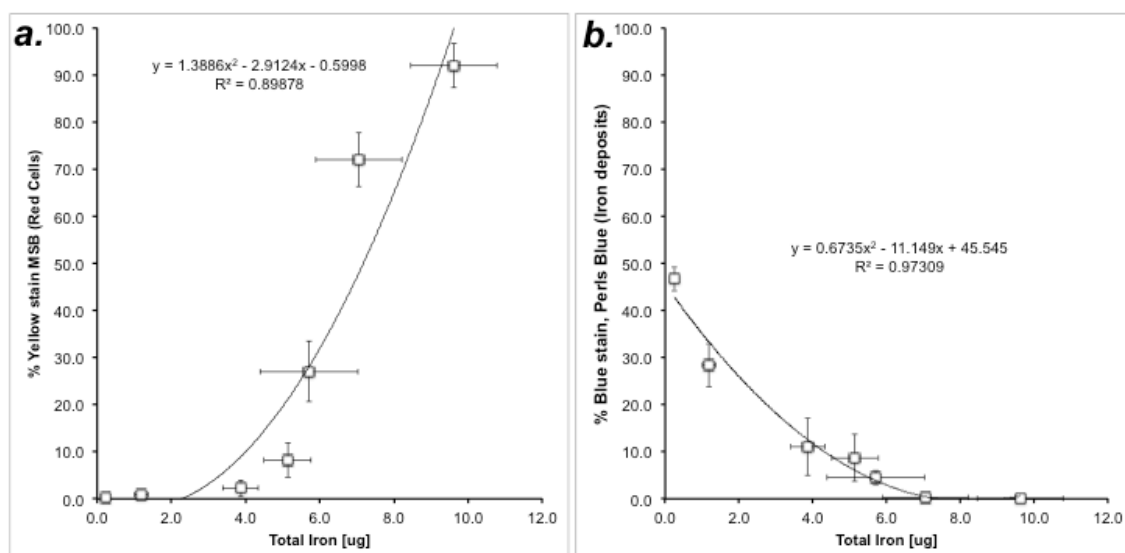 a.
100.0
90.0
80.0
70.0
60.0
50.0
40.0
30.0
20.0
10.0
0.0
% Yellow stain MSB (Red Cells)
y = 1.3886x² - 2.9124x - 0.5998
R² = 0.89878
0.0 2.0 4.0 6.0 8.0 10.0 12.0
Total Iron [ug]
b.
100.0
90.0
80.0
70.0
60.0
50.0
40.0
30.0
20.0
10.0
0.0
% Blue stain, Perls Blue (Iron deposits)
y = 0.6735x² - 11.149x + 45.545
R² = 0.97309
0.0 2.0 4.0 6.0 8.0 10.0 12.0
Total Iron [ug]